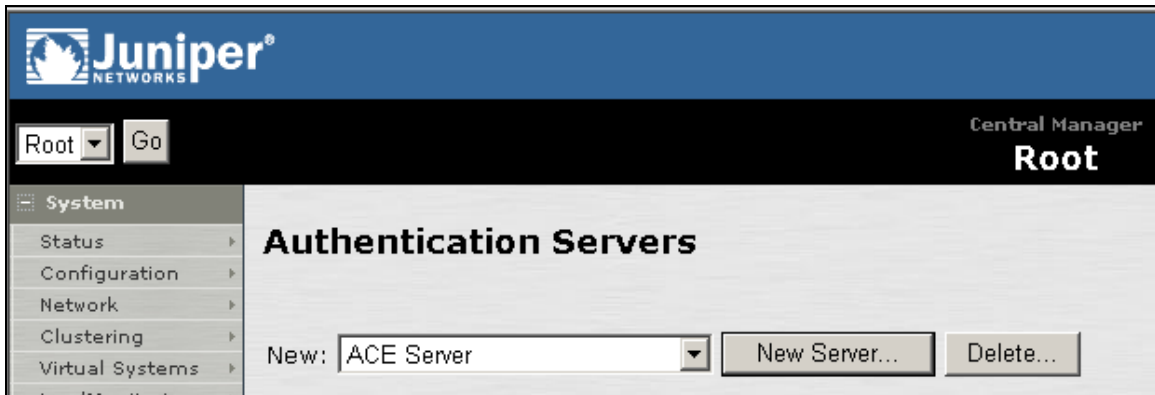 Juniper®
NETWORKS
Root Go
Central Manager
Root
System
Status
Configuration
Network
Clustering
Virtual Systems
Authentication Servers
New: ACE Server New Server... Delete...